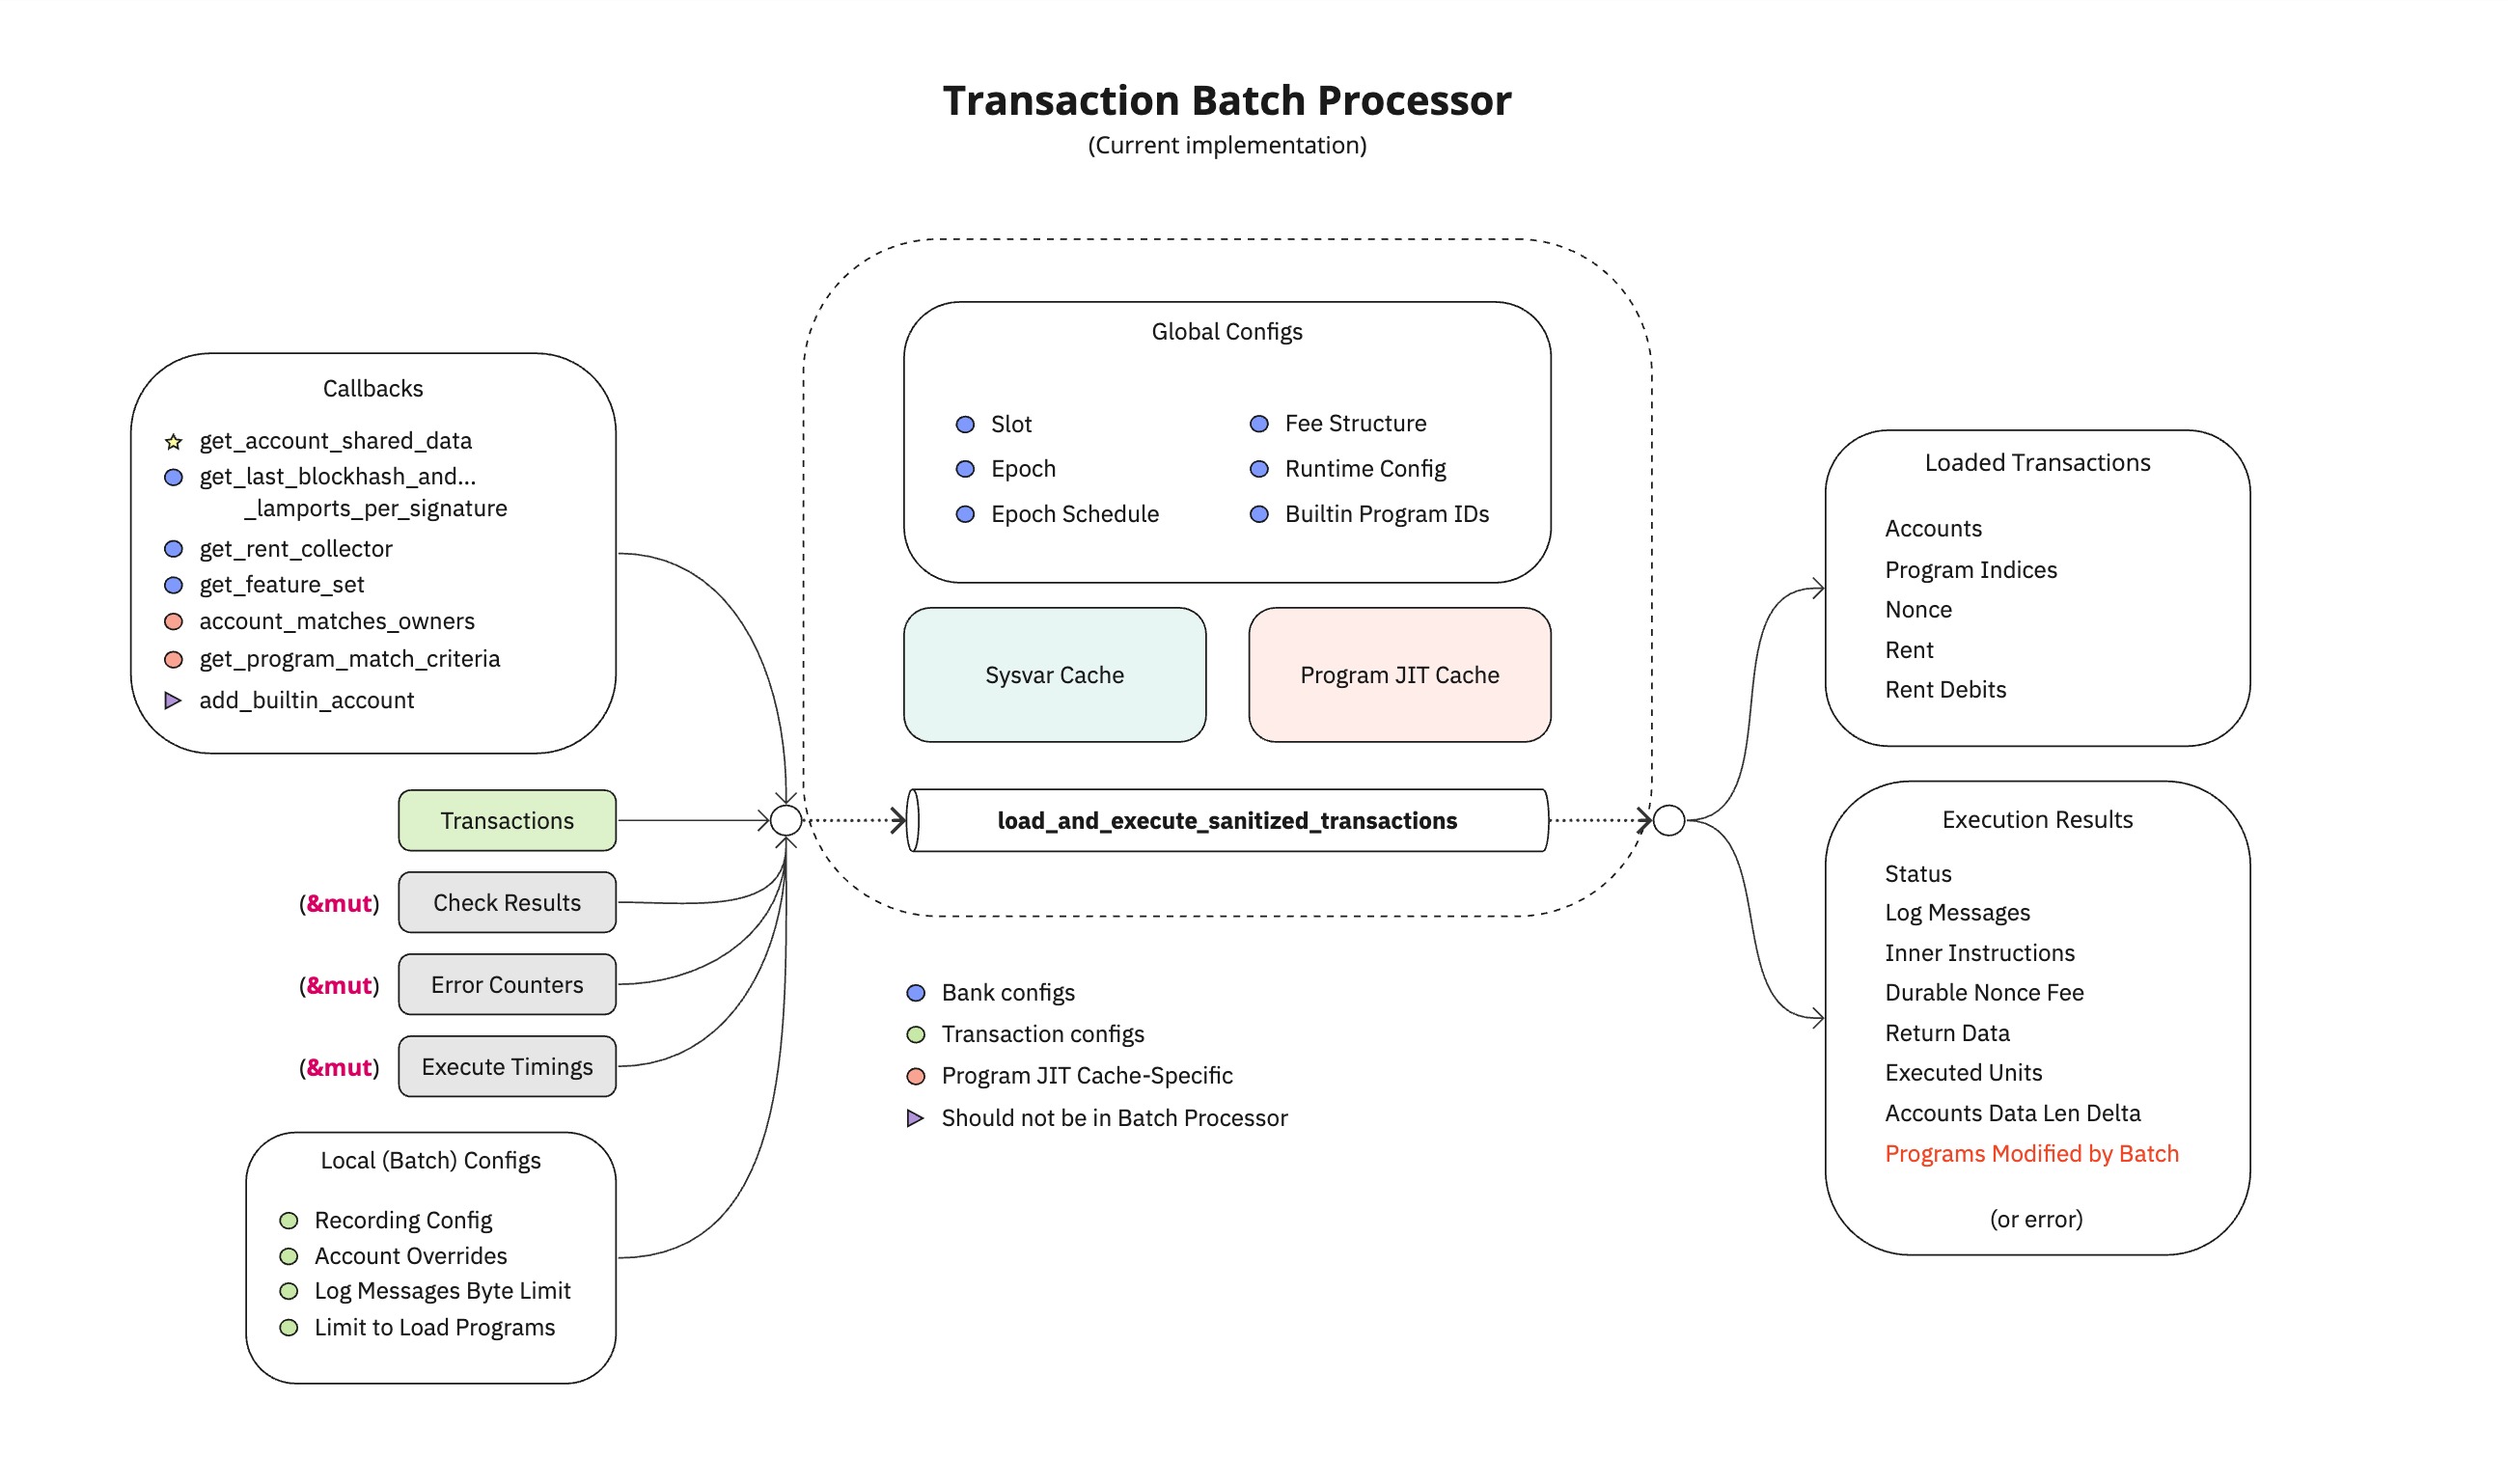 Transaction Batch Processor
(Current implementation)
Callbacks
get_account_shared_data
get_last_blockhash_and...
_lamports_per_signature
get_rent_collector
get_feature_set
account_matches_owners
get_program_match_criteria
add_builtin_account
Transactions
(&mut) Check Results
(&mut) Error Counters
(&mut) Execute Timings
Local (Batch) Configs
Recording Config
Account Overrides
Log Messages Byte Limit
Limit to Load Programs
Global Configs
Slot
Epoch
Epoch Schedule
Fee Structure
Runtime Config
Builtin Program IDs
Sysvar Cache
Program JIT Cache
load_and_execute_sanitized_transactions
Bank configs
Transaction configs
Program JIT Cache-Specific
Should not be in Batch Processor
Loaded Transactions
Accounts
Program Indices
Nonce
Rent
Rent Debits
Execution Results
Status
Log Messages
Inner Instructions
Durable Nonce Fee
Return Data
Executed Units
Accounts Data Len Delta
Programs Modified by Batch
(or error)